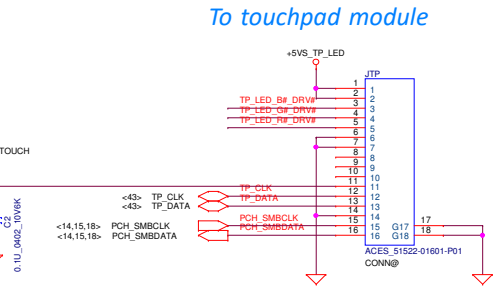 To touchpad module
+5VS_TP_LED
JTP
1 1
2 2
TP_LED_B#_DRV# 3 3
TP_LED_G#_DRV# 4 4
TP_LED_R#_DRV# 5 5
6 6
7 7
TOUCH
8 8
9 9
10 10
11 11
<43> TP_CLK TP_CLK 12 12
<43> TP_DATA TP_DATA 13 13
14 14
<14,15,18> PCH_SMBCLK PCH_SMBCLK 15 15 G17 17
<14,15,18> PCH_SMBDATA PCH_SMBDATA 16 16 G18 18
C2
0.1U_0402_10V6K
ACES_51522-01601-P01
CONN@